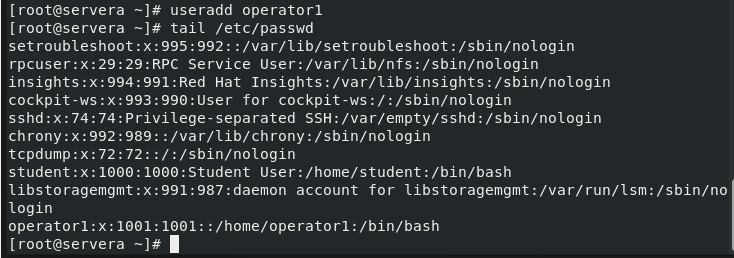 [root@servera ~]# useradd operator1
[root@servera ~]# tail /etc/passwd
setroubleshoot:x:995:992::/var/lib/setroubleshoot:/sbin/nologin
rpcuser:x:29:29:RPC Service User:/var/lib/nfs:/sbin/nologin
insights:x:994:991:Red Hat Insights:/var/lib/insights:/sbin/nologin
cockpit-ws:x:993:990:User for cockpit-ws:/:/sbin/nologin
sshd:x:74:74:Privilege-separated SSH:/var/empty/sshd:/sbin/nologin
chrony:x:992:989::/var/lib/chrony:/sbin/nologin
tcpdump:x:72:72::/:/sbin/nologin
student:x:1000:1000:Student User:/home/student:/bin/bash
libstoragemgmt:x:991:987:daemon account for libstoragemgmt:/var/run/lsm:/sbin/no
login
operator1:x:1001:1001::/home/operator1:/bin/bash
[root@servera ~]#